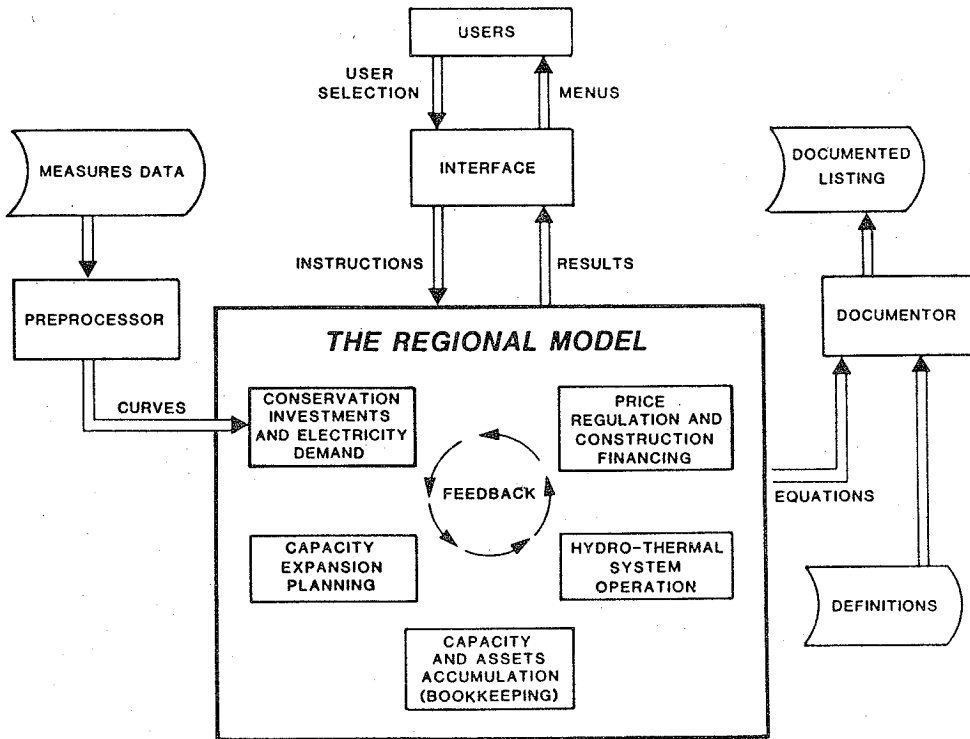 USERS
USER
SELECTION
MENUS
MEASURES DATA
INTERFACE
DOCUMENTED
LISTING
INSTRUCTIONS
RESULTS
PREPROCESSOR
DOCUMENTOR
THE REGIONAL MODEL
CURVES
CONSERVATION
INVESTMENTS
AND ELECTRICITY
DEMAND
PRICE
REGULATION AND
CONSTRUCTION
FINANCING
FEEDBACK
EQUATIONS
CAPACITY
EXPANSION
PLANNING
HYDRO-THERMAL
SYSTEM
OPERATION
DEFINITIONS
CAPACITY
AND ASSETS
ACCUMULATION
(BOOKKEEPING)